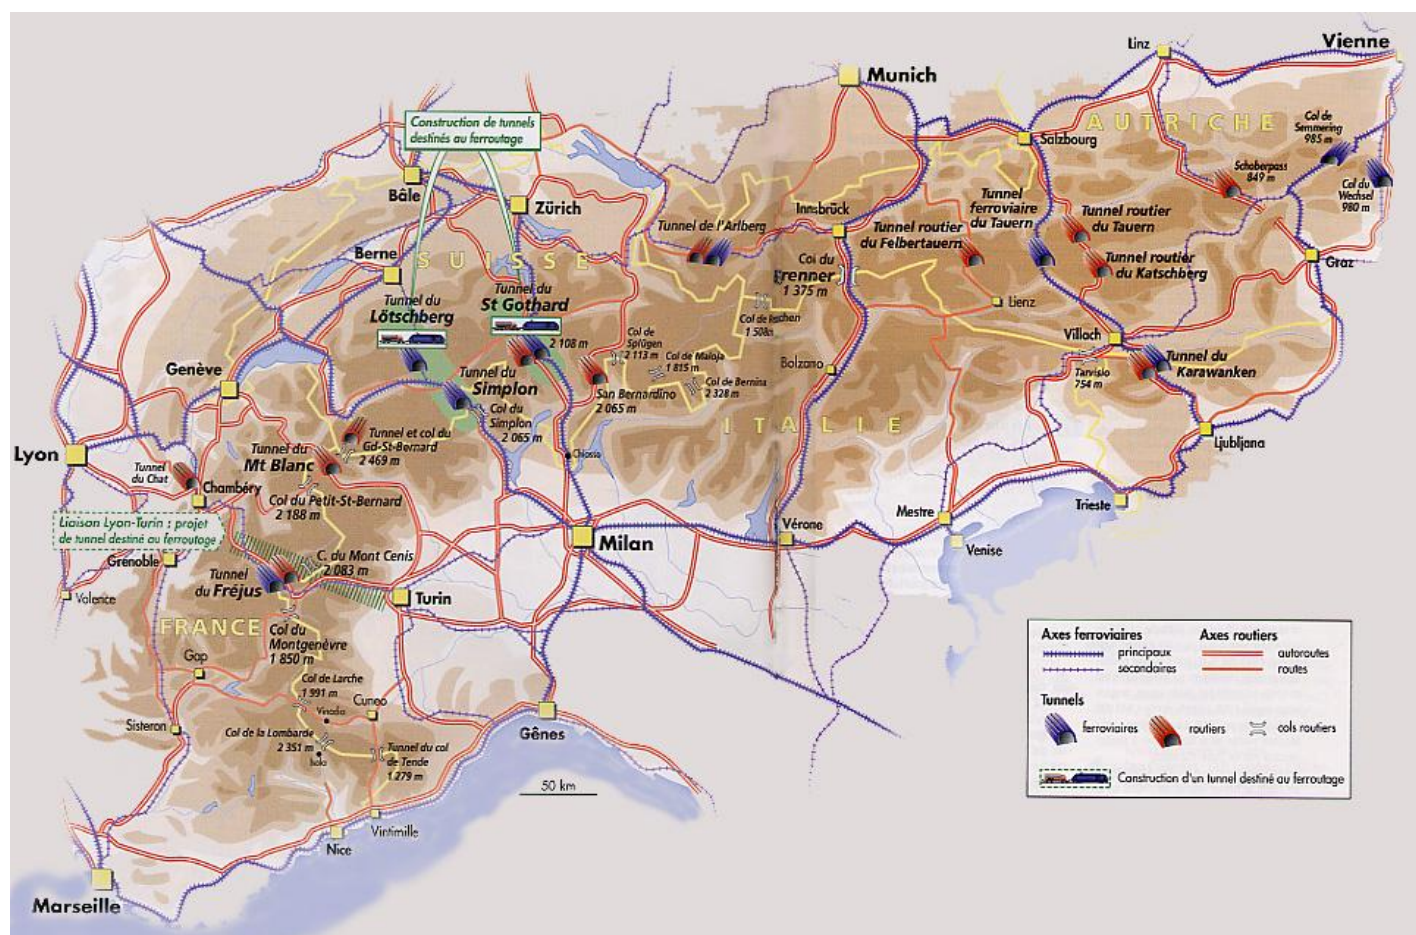 Linz
Vienne
Munich
Construction de tunnels
destinés au ferroutage
AUTRICHE
Col de
Semmering
985 m
Salzbourg
Schoberpass
849 m
Col du
Wechsel
980 m
Bâle
Zürich
Tunnel de l'Arlberg
Innsbrück
Tunnel
ferroviaire
du Tauern
Tunnel routier
du Tauern
Tunnel routier
du Felbertauern
Tunnel routier
du Katschberg
Graz
Berne
SUISSE
Col du
Brenner
1 375 m
Tunnel du
Lötschberg
Tunnel du
St Gothard
2 108 m
Lienz
Col de Reschen
1 508m
Villach
Tunnel du
Karawanken
Tarvisio
754 m
Col de
Splügen
2 113 m
Col de Maloja
1 815 m
Col de Bernina
2 328 m
Bolzano
Genève
Tunnel du
Simplon
Col du
Simplon
2 065 m
San Bernardino
2 065 m
ITALIE
Ljubljana
Lyon
Tunnel et col du
Gd-St-Bernard
2 469 m
Tunnel du
Mt Blanc
Chiasso
Tunnel
du Chat
Chambéry
Col du Petit-St-Bernard
2 188 m
Trieste
Liaison Lyon-Turin : projet
de tunnel destiné au ferroutage
Mestre
Vérone
Milan
Venise
Grenoble
C. du Mont Cenis
2 083 m
Tunnel
du Fréjus
Valence
Turin
FRANCE
Col du
Montgenèvre
1 850 m
Gap
Col de Larche
1 991 m
Vinadio
Cuneo
Sisteron
Col de la Lombarde
2 351 m
Isola
Tunnel du col
de Tende
1 279 m
Gênes
50 km
Vintimille
Nice
Marseille
Axes ferroviaires
Axes routiers
principaux
autoroutes
secondaires
routes
Tunnels
ferroviaires
routiers
cols routiers
Construction d'un tunnel destiné au ferroutage